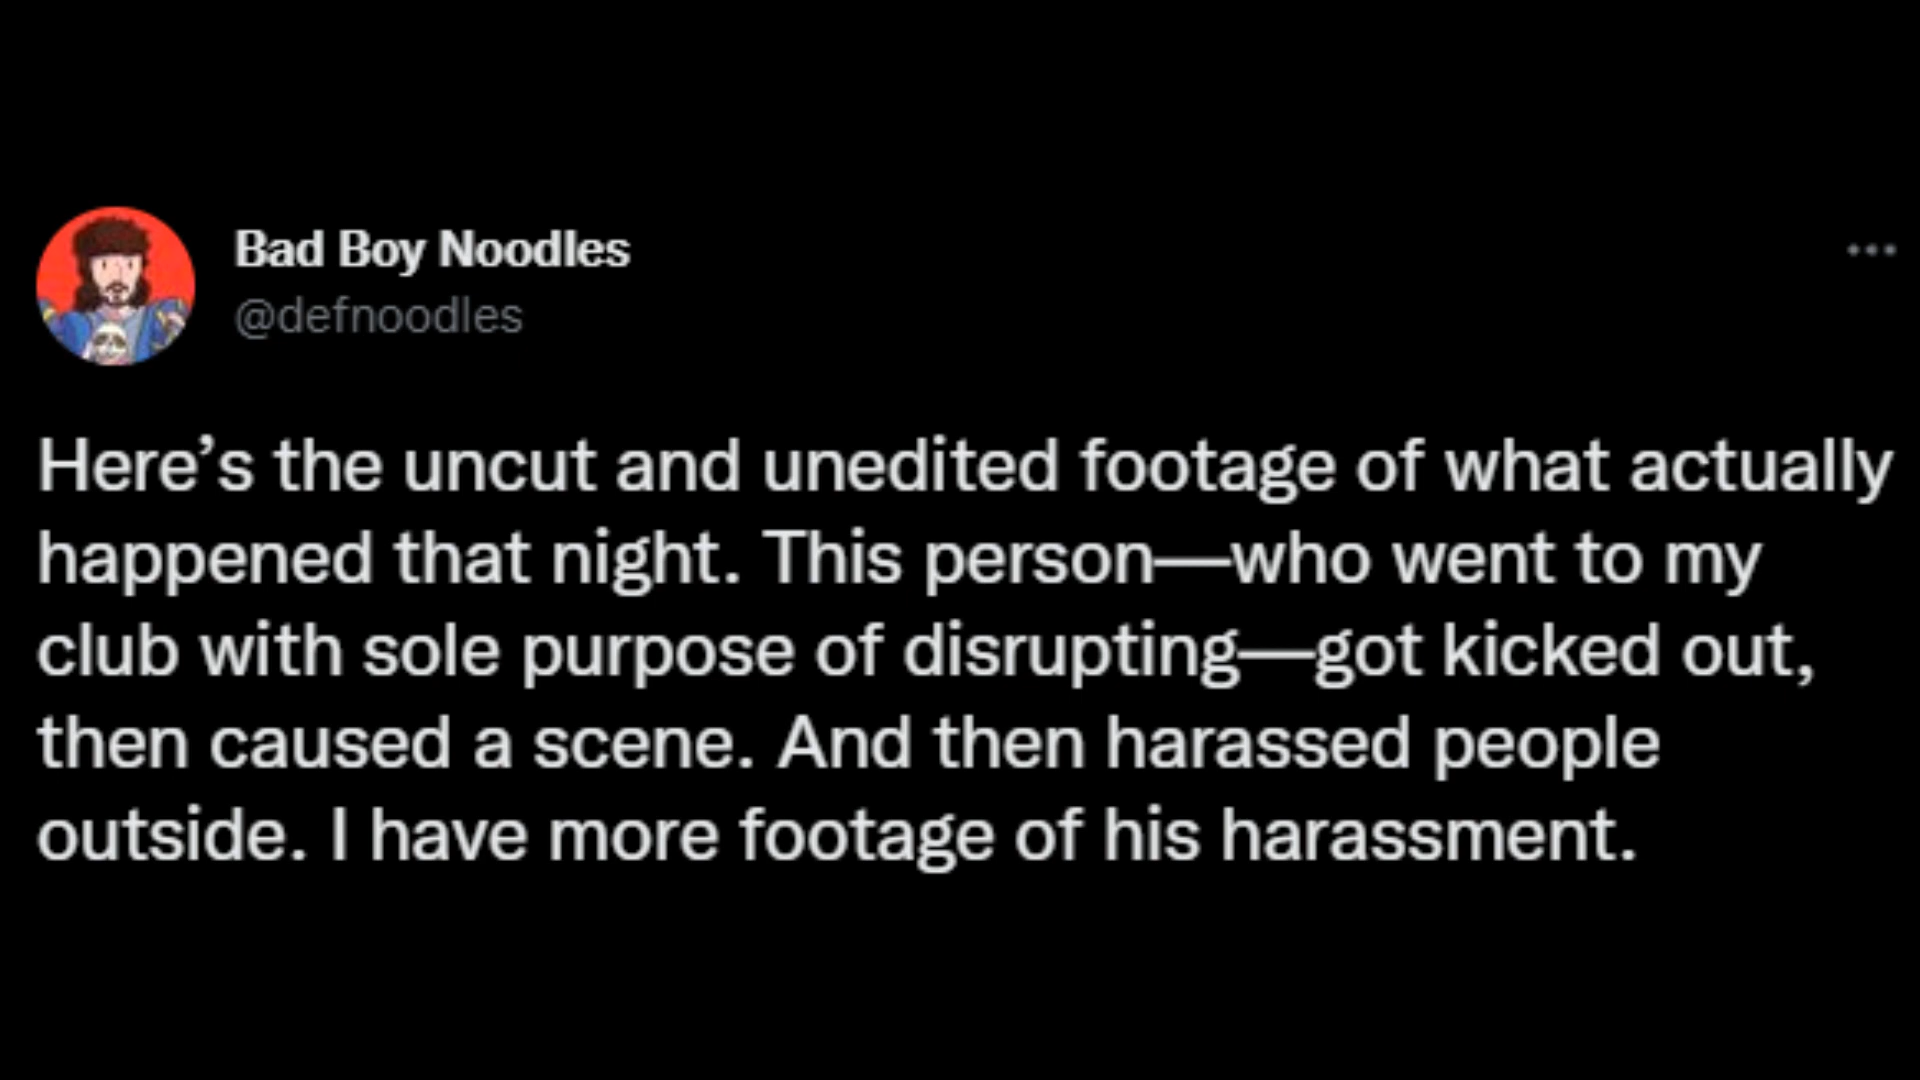 Bad Boy Noodles
@defnoodles
Here’s the uncut and unedited footage of what actually
happened that night. This person—who went to my
club with sole purpose of disrupting—got kicked out,
then caused a scene. And then harassed people
outside. I have more footage of his harassment.